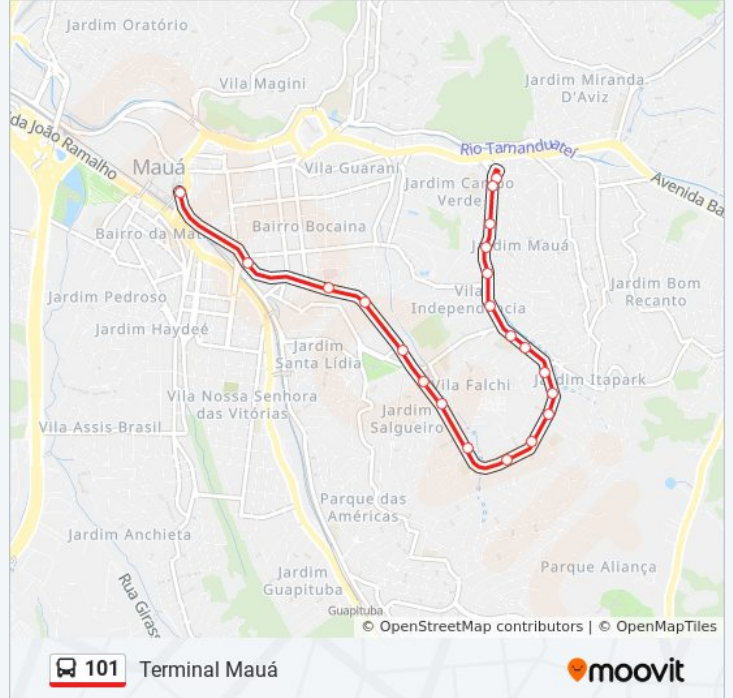 Jardim Oratório
Vila Magini
Jardim Miranda
D'Aviz
da João Ramalho
Rio Tamanduateí
Mauá
Vila Guarani
Jardim Campo
Verde
Avenida Ba
Bairro da Mat
Bairro Bocaina
Jardim Mauá
Jardim Pedroso
Vila
Independência
Jardim Bom
Recanto
Jardim Haydeé
Jardim
Santa Lídia
Vila Falchi
Jardim Itapark
Vila Nossa Senhora
das Vitórias
Jardim
Salgueiro
Vila Assis Brasil
Parque das
Américas
Jardim Anchieta
Parque Aliança
Jardim
Guapituba
Rua Girass
Guapituba
© OpenStreetMap contributors | © OpenMapTiles
101 Terminal Mauá
moovit